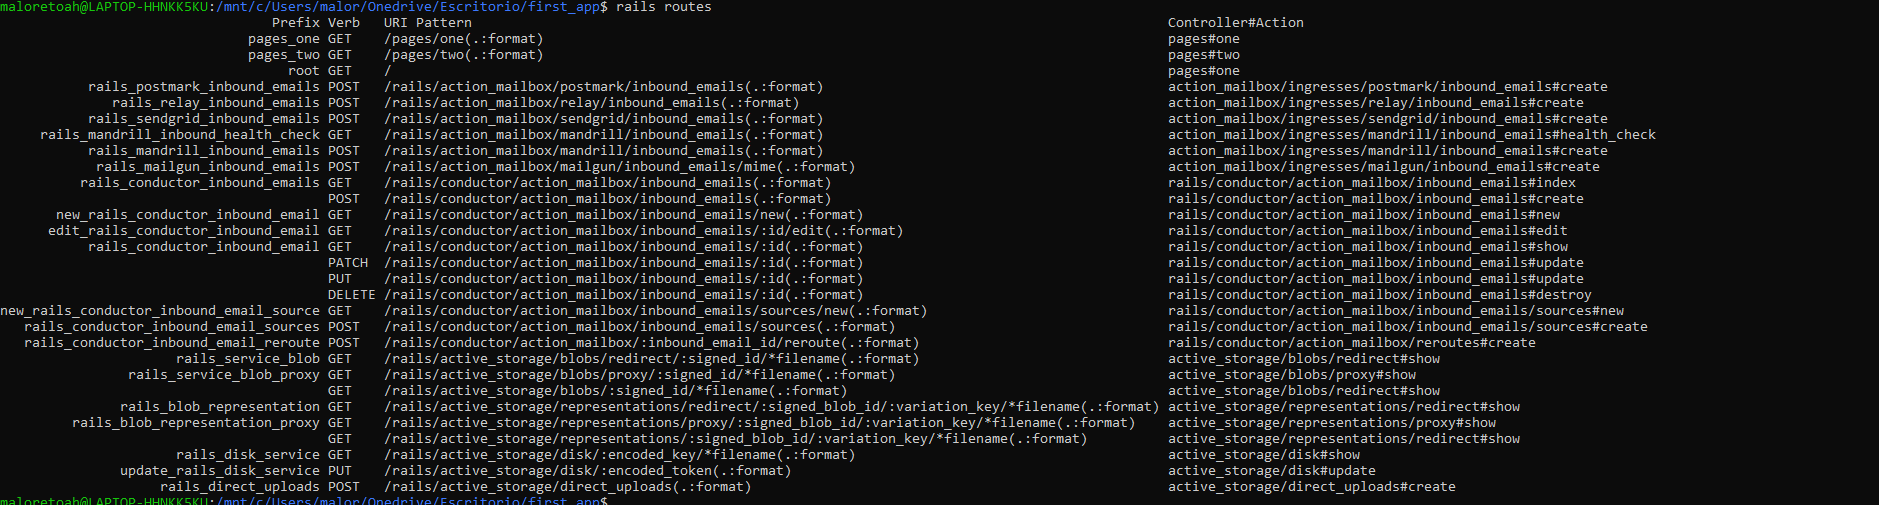 maloretoah@LAPTOP-HHNKK5KU:/mnt/c/Users/malor/Onedrive/Escritorio/first_app$ rails routes
Prefix Verb URI Pattern Controller#Action
pages_one GET /pages/one(.:format) pages#one
pages_two GET /pages/two(.:format) pages#two
root GET / pages#one
rails_postmark_inbound_emails POST /rails/action_mailbox/postmark/inbound_emails(.:format) action_mailbox/ingresses/postmark/inbound_emails#create
rails_relay_inbound_emails POST /rails/action_mailbox/relay/inbound_emails(.:format) action_mailbox/ingresses/relay/inbound_emails#create
rails_sendgrid_inbound_emails POST /rails/action_mailbox/sendgrid/inbound_emails(.:format) action_mailbox/ingresses/sendgrid/inbound_emails#create
rails_mandrill_inbound_health_check GET /rails/action_mailbox/mandrill/inbound_emails(.:format) action_mailbox/ingresses/mandrill/inbound_emails#health_check
rails_mandrill_inbound_emails POST /rails/action_mailbox/mandrill/inbound_emails(.:format) action_mailbox/ingresses/mandrill/inbound_emails#create
rails_mailgun_inbound_emails POST /rails/action_mailbox/mailgun/inbound_emails/mime(.:format) action_mailbox/ingresses/mailgun/inbound_emails#create
rails_conductor_inbound_emails GET /rails/conductor/action_mailbox/inbound_emails(.:format) rails/conductor/action_mailbox/inbound_emails#index
POST /rails/conductor/action_mailbox/inbound_emails(.:format) rails/conductor/action_mailbox/inbound_emails#create
new_rails_conductor_inbound_email GET /rails/conductor/action_mailbox/inbound_emails/new(.:format) rails/conductor/action_mailbox/inbound_emails#new
edit_rails_conductor_inbound_email GET /rails/conductor/action_mailbox/inbound_emails/:id/edit(.:format) rails/conductor/action_mailbox/inbound_emails#edit
rails_conductor_inbound_email GET /rails/conductor/action_mailbox/inbound_emails/:id(.:format) rails/conductor/action_mailbox/inbound_emails#show
PATCH /rails/conductor/action_mailbox/inbound_emails/:id(.:format) rails/conductor/action_mailbox/inbound_emails#update
PUT /rails/conductor/action_mailbox/inbound_emails/:id(.:format) rails/conductor/action_mailbox/inbound_emails#update
DELETE /rails/conductor/action_mailbox/inbound_emails/:id(.:format) rails/conductor/action_mailbox/inbound_emails#destroy
new_rails_conductor_inbound_email_source GET /rails/conductor/action_mailbox/inbound_emails/sources/new(.:format) rails/conductor/action_mailbox/inbound_emails/sources#new
rails_conductor_inbound_email_sources POST /rails/conductor/action_mailbox/inbound_emails/sources(.:format) rails/conductor/action_mailbox/inbound_emails/sources#create
rails_conductor_inbound_email_reroute POST /rails/conductor/action_mailbox/:inbound_email_id/reroute(.:format) rails/conductor/action_mailbox/reroutes#create
rails_service_blob GET /rails/active_storage/blobs/redirect/:signed_id/*filename(.:format) active_storage/blobs/redirect#show
rails_service_blob_proxy GET /rails/active_storage/blobs/proxy/:signed_id/*filename(.:format) active_storage/blobs/proxy#show
GET /rails/active_storage/blobs/:signed_id/*filename(.:format) active_storage/blobs/redirect#show
rails_blob_representation GET /rails/active_storage/representations/redirect/:signed_blob_id/:variation_key/*filename(.:format) active_storage/representations/redirect#show
rails_blob_representation_proxy GET /rails/active_storage/representations/proxy/:signed_blob_id/:variation_key/*filename(.:format) active_storage/representations/proxy#show
GET /rails/active_storage/representations/:signed_blob_id/:variation_key/*filename(.:format) active_storage/representations/redirect#show
rails_disk_service GET /rails/active_storage/disk/:encoded_key/*filename(.:format) active_storage/disk#show
update_rails_disk_service PUT /rails/active_storage/disk/:encoded_token(.:format) active_storage/disk#update
rails_direct_uploads POST /rails/active_storage/direct_uploads(.:format) active_storage/direct_uploads#create
maloretoah@LAPTOP-HHNKK5KU:/mnt/c/Users/malor/Onedrive/Escritorio/first_app$